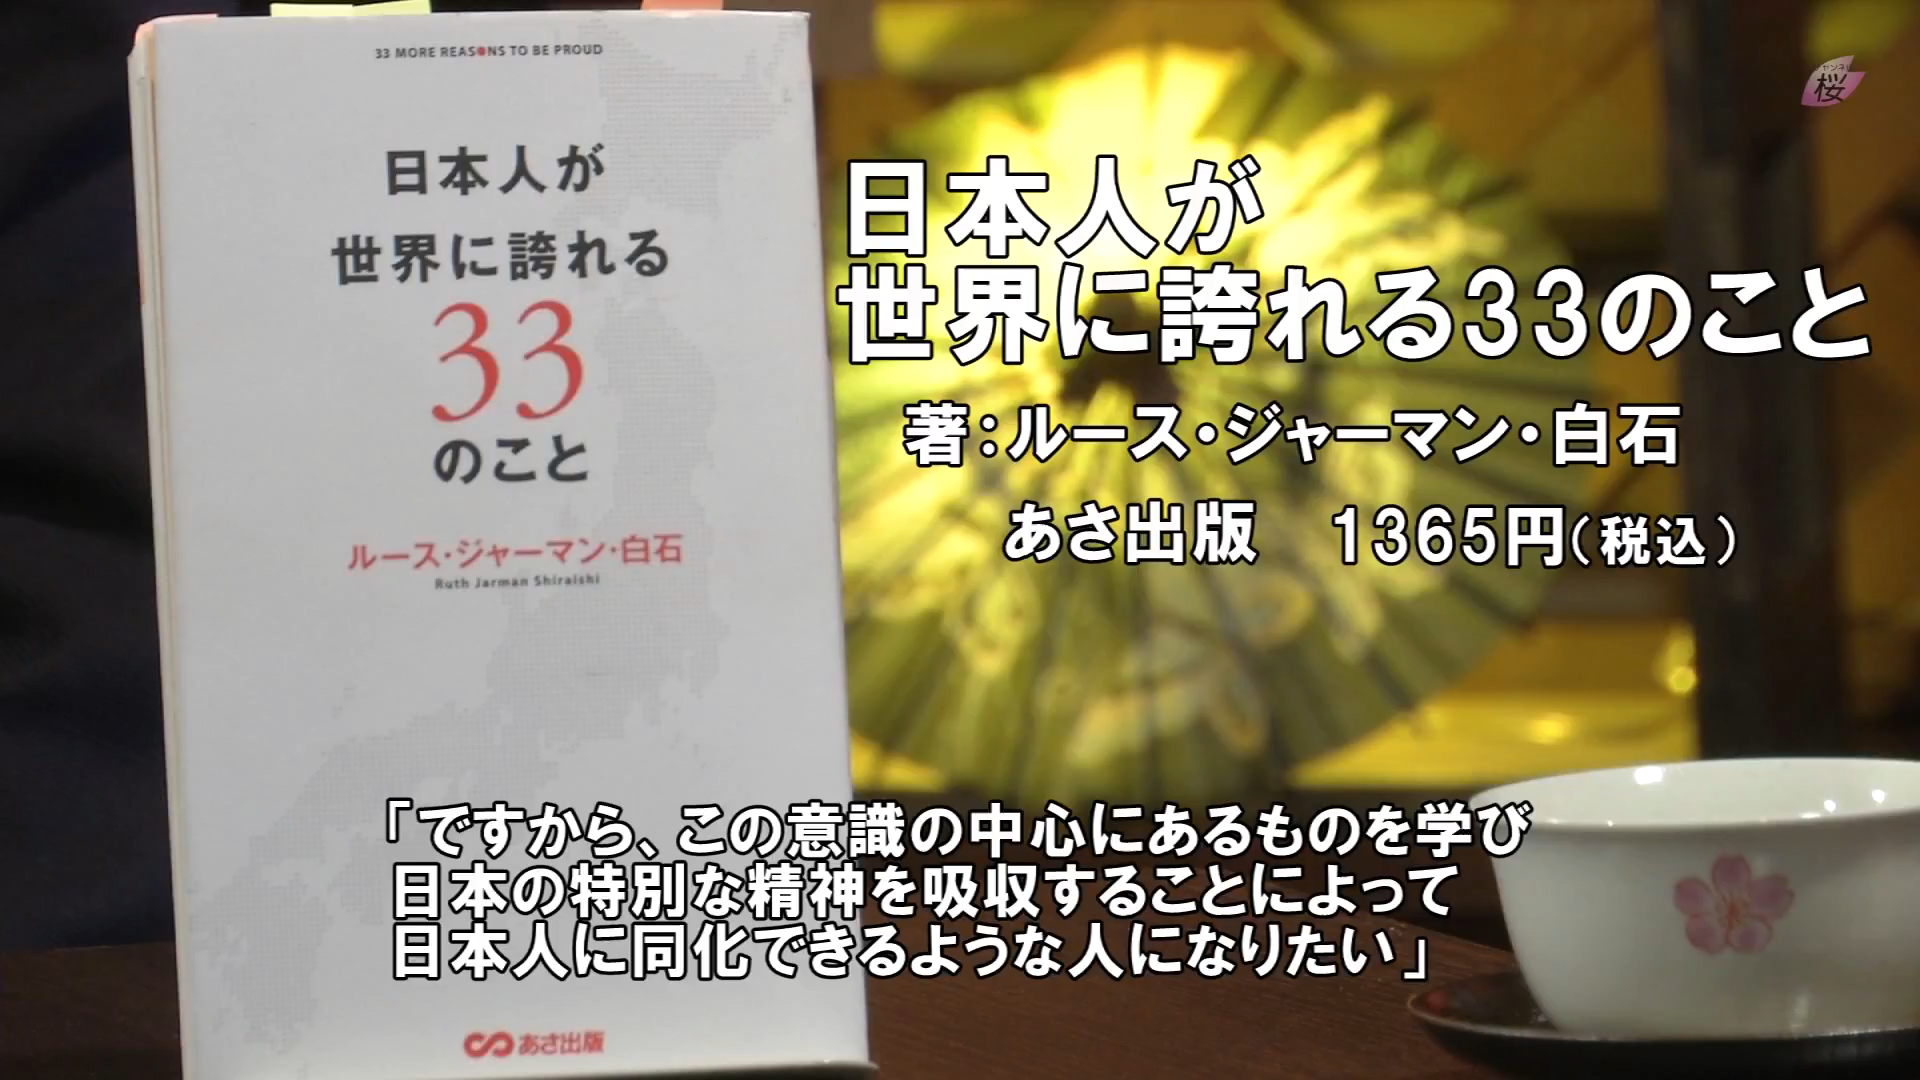 33 MORE REASONS TO BE PROUD
日本人が
世界に誇れる
33
のこと
ルース・ジャーマン・白石
Ruth Jarman Shiraishi
あさ出版
チャンネル
桜
日本人が
世界に誇れる33のこと
著：ルース・ジャーマン・白石
あさ出版　1365円（税込）
「ですから、この意識の中心にあるものを学び
日本の特別な精神を吸収することによって
日本人に同化できるような人になりたい」